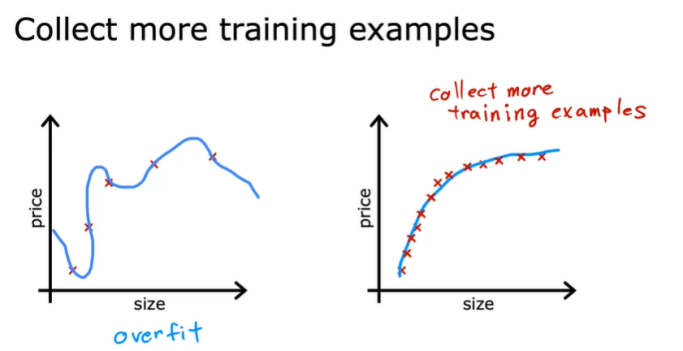 Collect more training examples
collect more
training examples
price
size
overfit
price
size